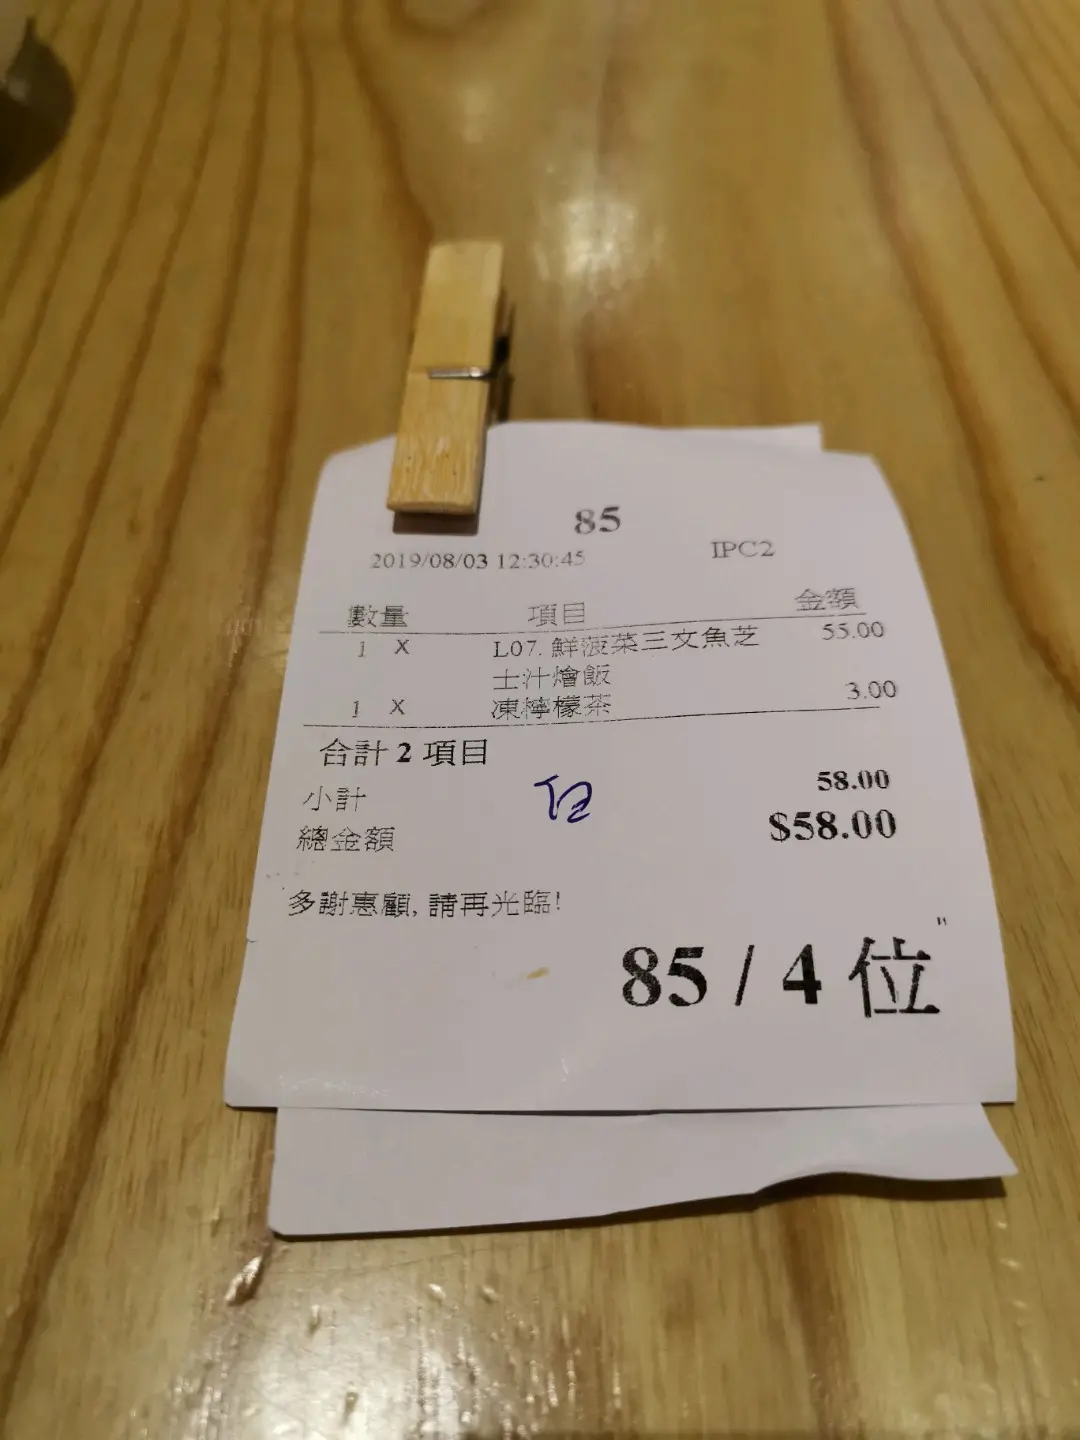 85
2019/08/03 12:30:45 IPC2
數量 項目 金額
1 X L07. 鮮菠菜三文魚芝 55.00
士汁燴飯
1 X 凍檸檬茶 3.00
合計 2 項目
小計 58.00
總金額 $58.00
多謝惠顧, 請再光臨!
85 / 4 位